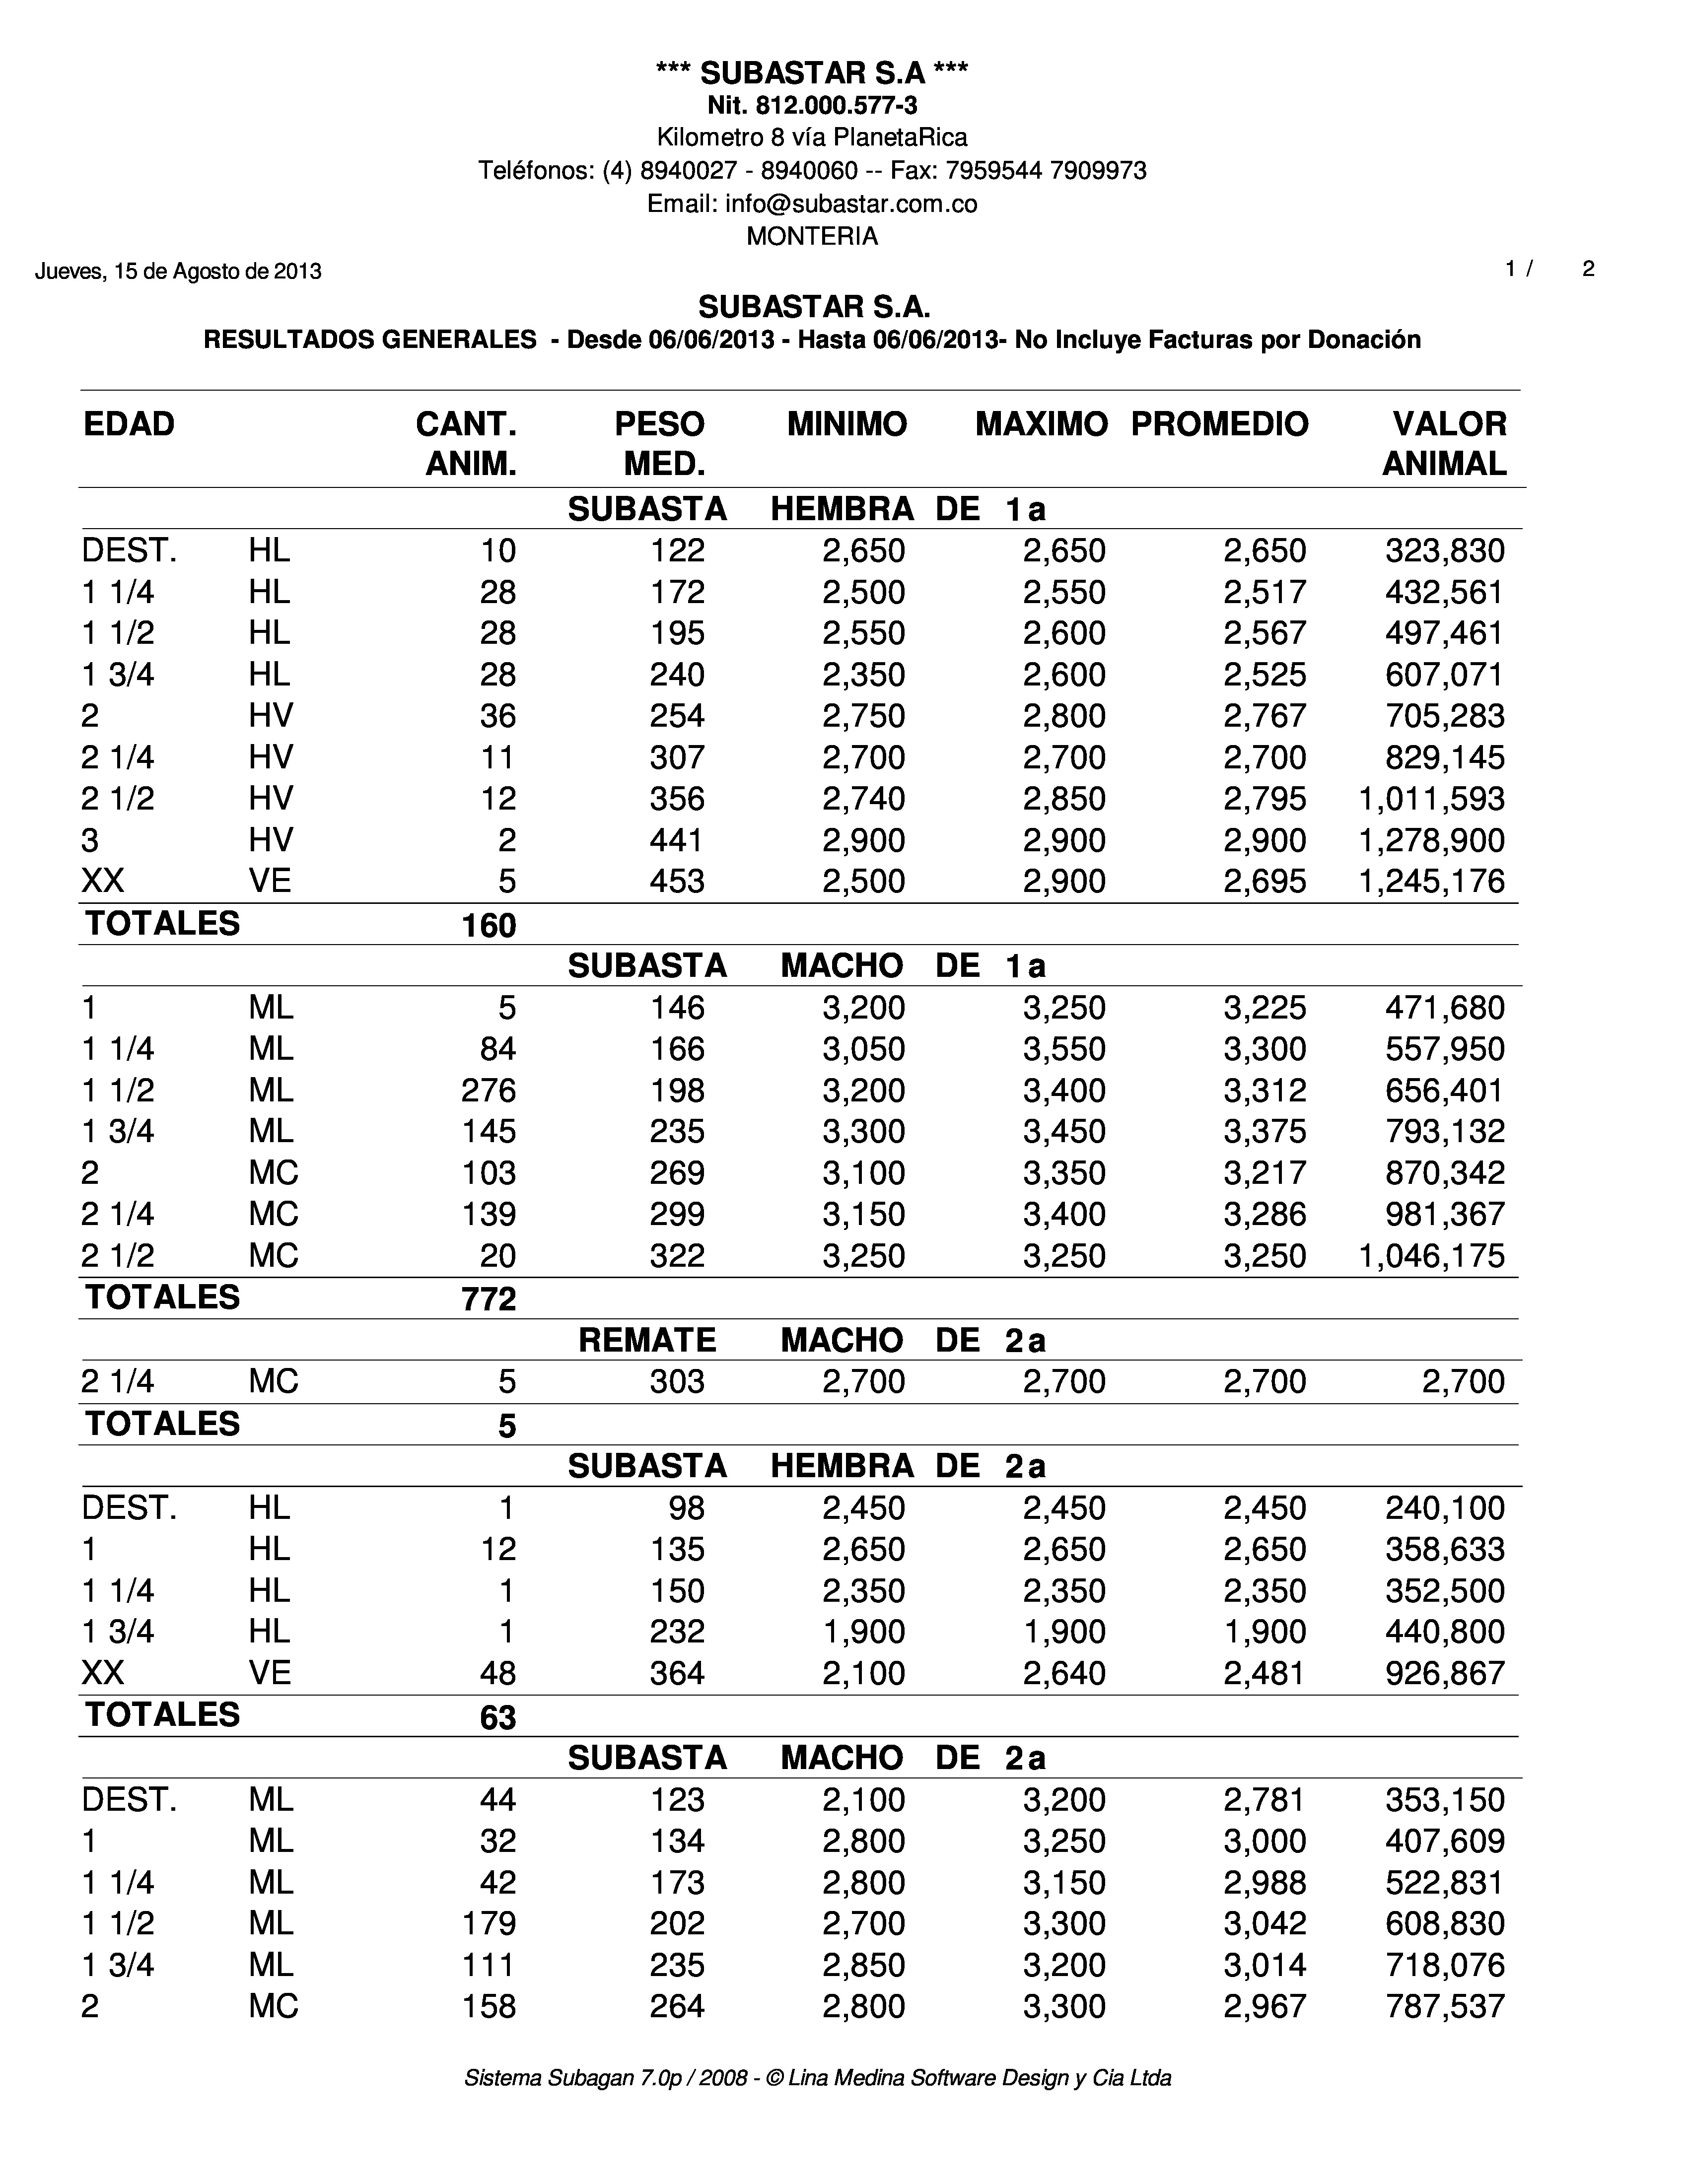 *** SUBASTAR S.A ***
Nit. 812.000.577-3
Kilometro 8 vía PlanetaRica
Teléfonos: (4) 8940027 - 8940060 -- Fax: 7959544 7909973
Email: info@subastar.com.co
MONTERIA
Jueves, 15 de Agosto de 2013 1 / 2
SUBASTAR S.A.
RESULTADOS GENERALES - Desde 06/06/2013 - Hasta 06/06/2013- No Incluye Facturas por Donación
EDAD CANT. PESO MINIMO MAXIMO PROMEDIO VALOR
ANIM. MED. ANIMAL
SUBASTA HEMBRA DE 1a
DEST. HL 10 122 2,650 2,650 2,650 323,830
1 1/4 HL 28 172 2,500 2,550 2,517 432,561
1 1/2 HL 28 195 2,550 2,600 2,567 497,461
1 3/4 HL 28 240 2,350 2,600 2,525 607,071
2 HV 36 254 2,750 2,800 2,767 705,283
2 1/4 HV 11 307 2,700 2,700 2,700 829,145
2 1/2 HV 12 356 2,740 2,850 2,795 1,011,593
3 HV 2 441 2,900 2,900 2,900 1,278,900
XX VE 5 453 2,500 2,900 2,695 1,245,176
TOTALES 160
SUBASTA MACHO DE 1a
1 ML 5 146 3,200 3,250 3,225 471,680
1 1/4 ML 84 166 3,050 3,550 3,300 557,950
1 1/2 ML 276 198 3,200 3,400 3,312 656,401
1 3/4 ML 145 235 3,300 3,450 3,375 793,132
2 MC 103 269 3,100 3,350 3,217 870,342
2 1/4 MC 139 299 3,150 3,400 3,286 981,367
2 1/2 MC 20 322 3,250 3,250 3,250 1,046,175
TOTALES 772
REMATE MACHO DE 2a
2 1/4 MC 5 303 2,700 2,700 2,700 2,700
TOTALES 5
SUBASTA HEMBRA DE 2a
DEST. HL 1 98 2,450 2,450 2,450 240,100
1 HL 12 135 2,650 2,650 2,650 358,633
1 1/4 HL 1 150 2,350 2,350 2,350 352,500
1 3/4 HL 1 232 1,900 1,900 1,900 440,800
XX VE 48 364 2,100 2,640 2,481 926,867
TOTALES 63
SUBASTA MACHO DE 2a
DEST. ML 44 123 2,100 3,200 2,781 353,150
1 ML 32 134 2,800 3,250 3,000 407,609
1 1/4 ML 42 173 2,800 3,150 2,988 522,831
1 1/2 ML 179 202 2,700 3,300 3,042 608,830
1 3/4 ML 111 235 2,850 3,200 3,014 718,076
2 MC 158 264 2,800 3,300 2,967 787,537
Sistema Subagan 7.0p / 2008 - © Lina Medina Software Design y Cia Ltda